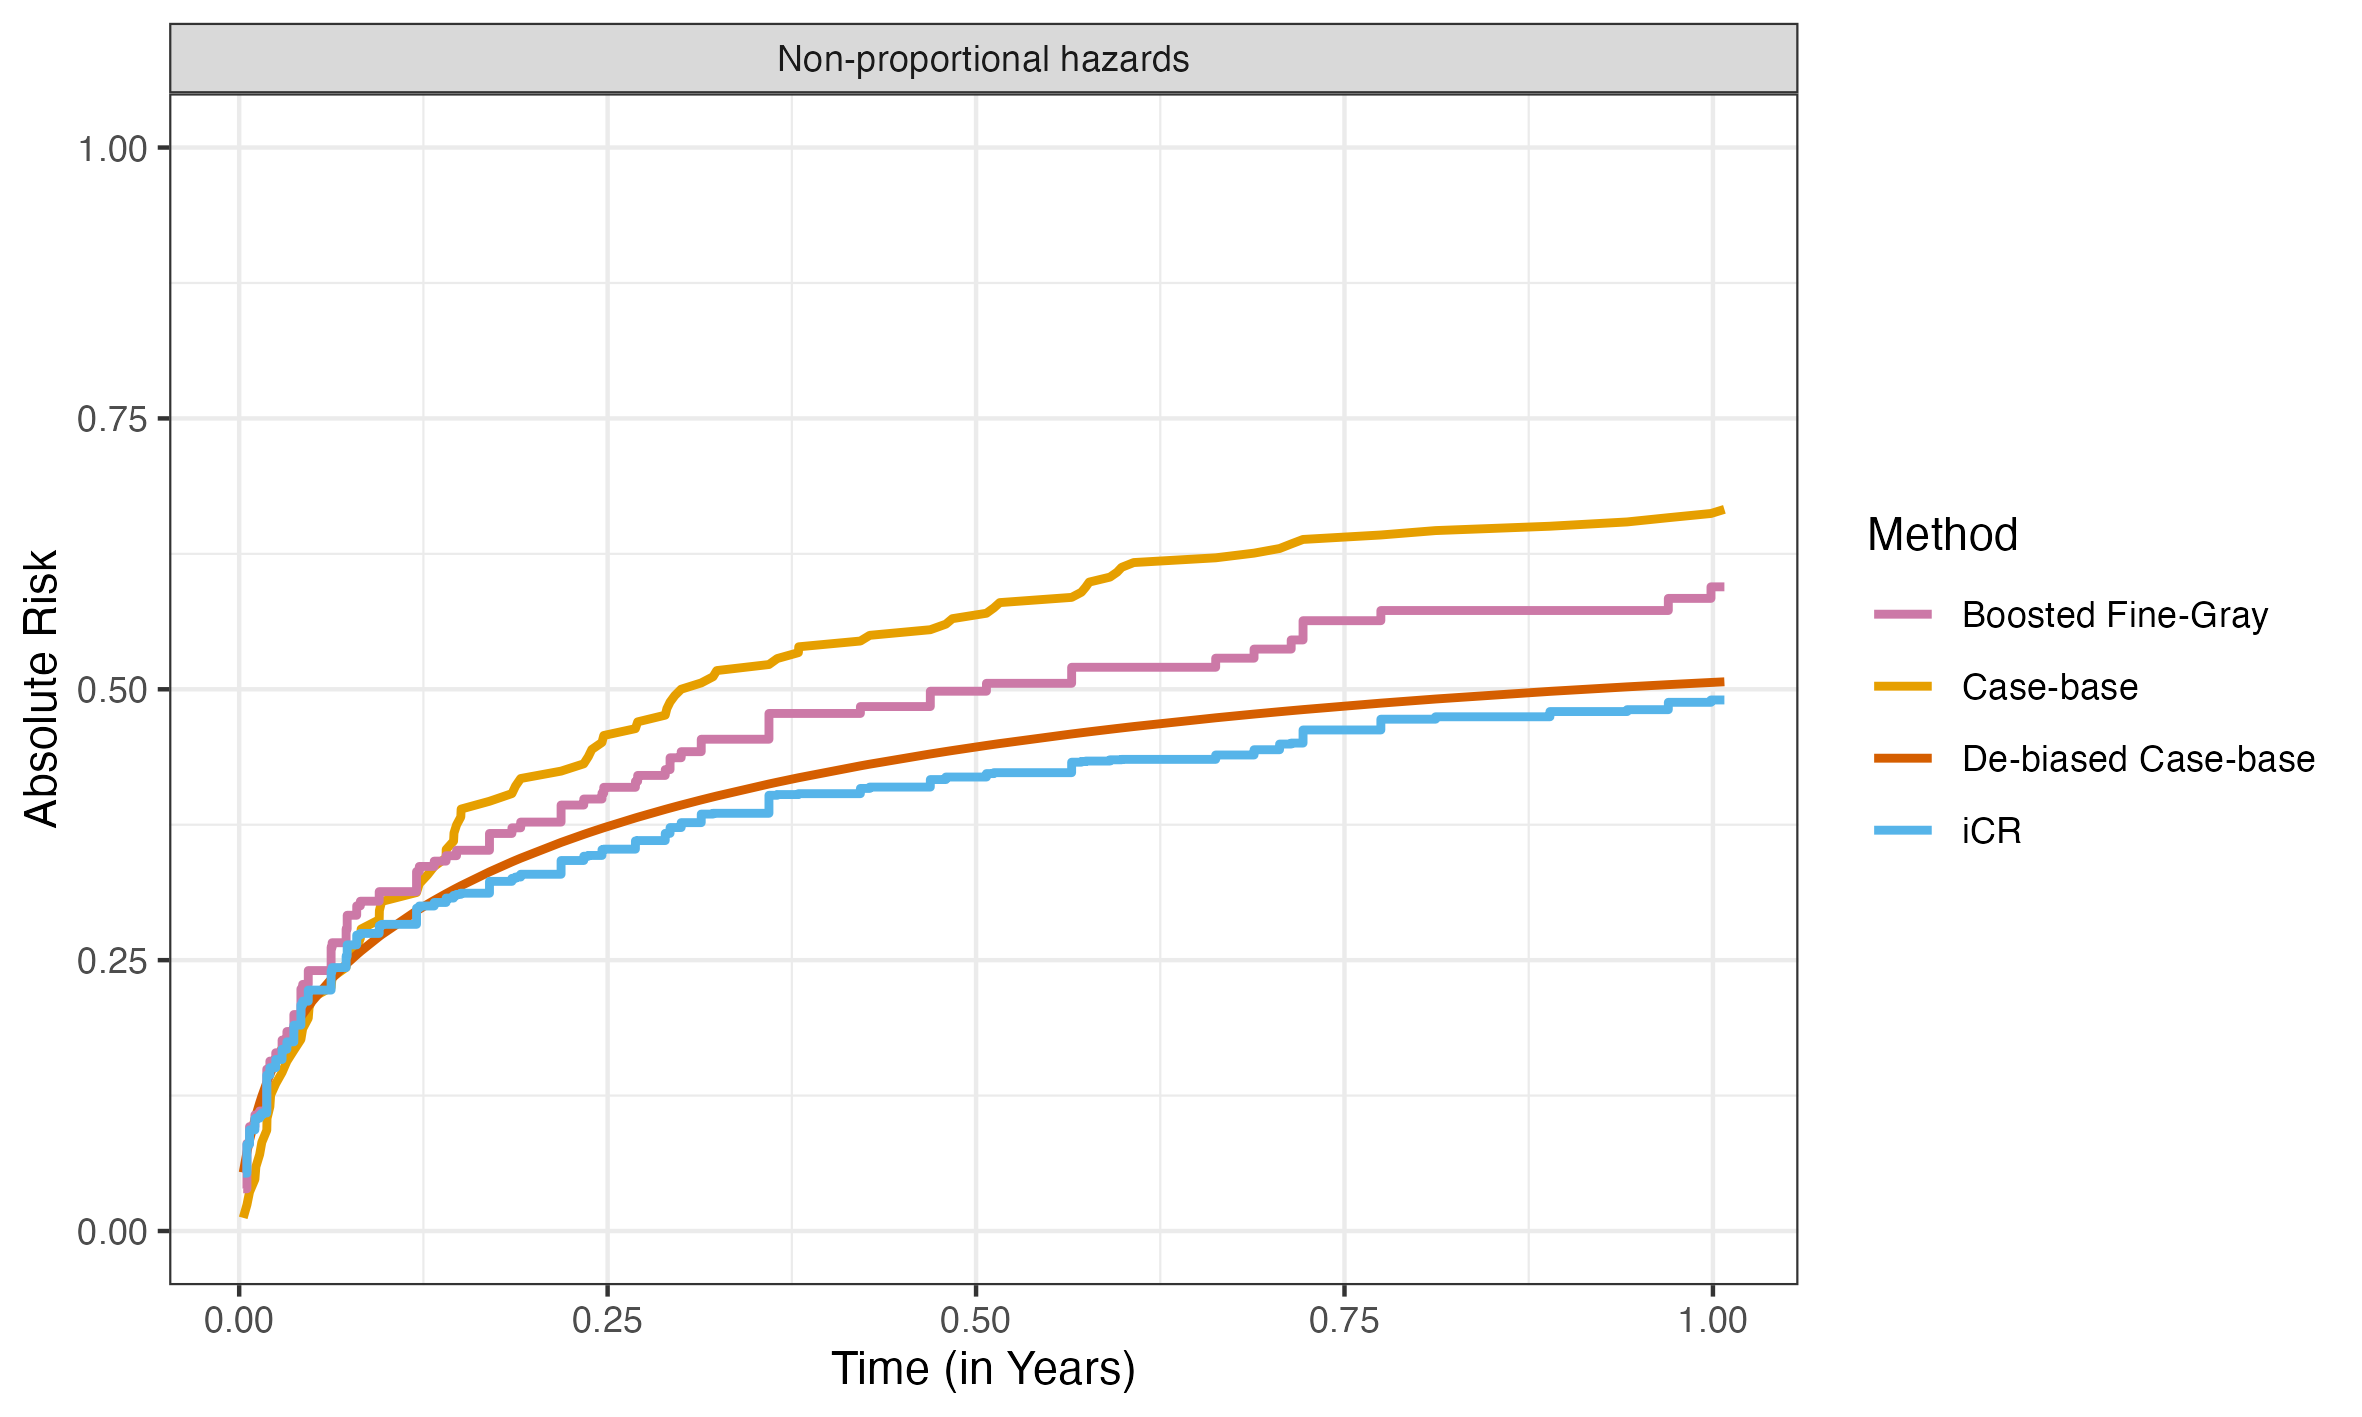 Non-proportional hazards
1.00
0.75
0.50
0.25
0.00
Absolute Risk
0.00 0.25 0.50 0.75 1.00
Time (in Years)
Method
Boosted Fine-Gray
Case-base
De-biased Case-base
iCR